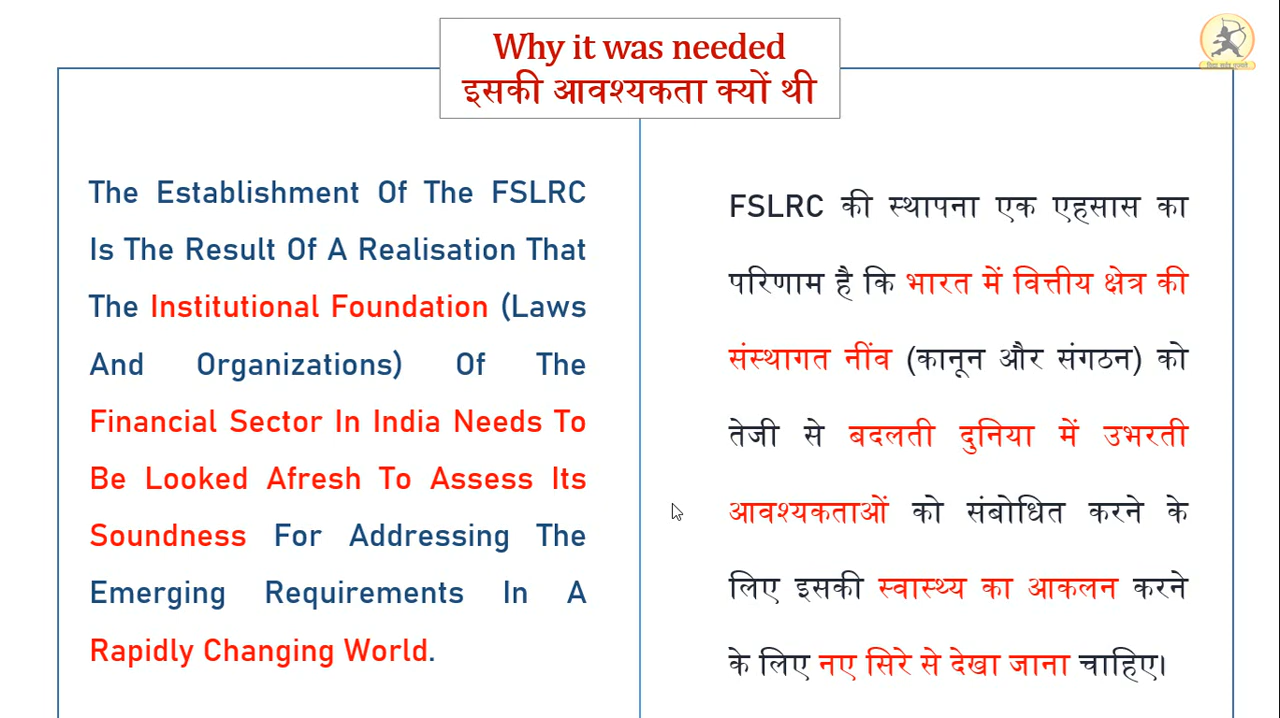 Why it was needed
इसकी आवश्यकता क्यों थी
The Establishment Of The FSLRC
Is The Result Of A Realisation That
The Institutional Foundation (Laws
And Organizations) Of The
Financial Sector In India Needs To
Be Looked Afresh To Assess Its
Soundness For Addressing The
Emerging Requirements In A
Rapidly Changing World.
FSLRC की स्थापना एक एहसास का
परिणाम है कि भारत में वित्तीय क्षेत्र की
संस्थागत नींव (कानून और संगठन) को
तेजी से बदलती दुनिया में उभरती
आवश्यकताओं को संबोधित करने के
लिए इसकी स्वास्थ्य का आकलन करने
के लिए नए सिरे से देखा जाना चाहिए।